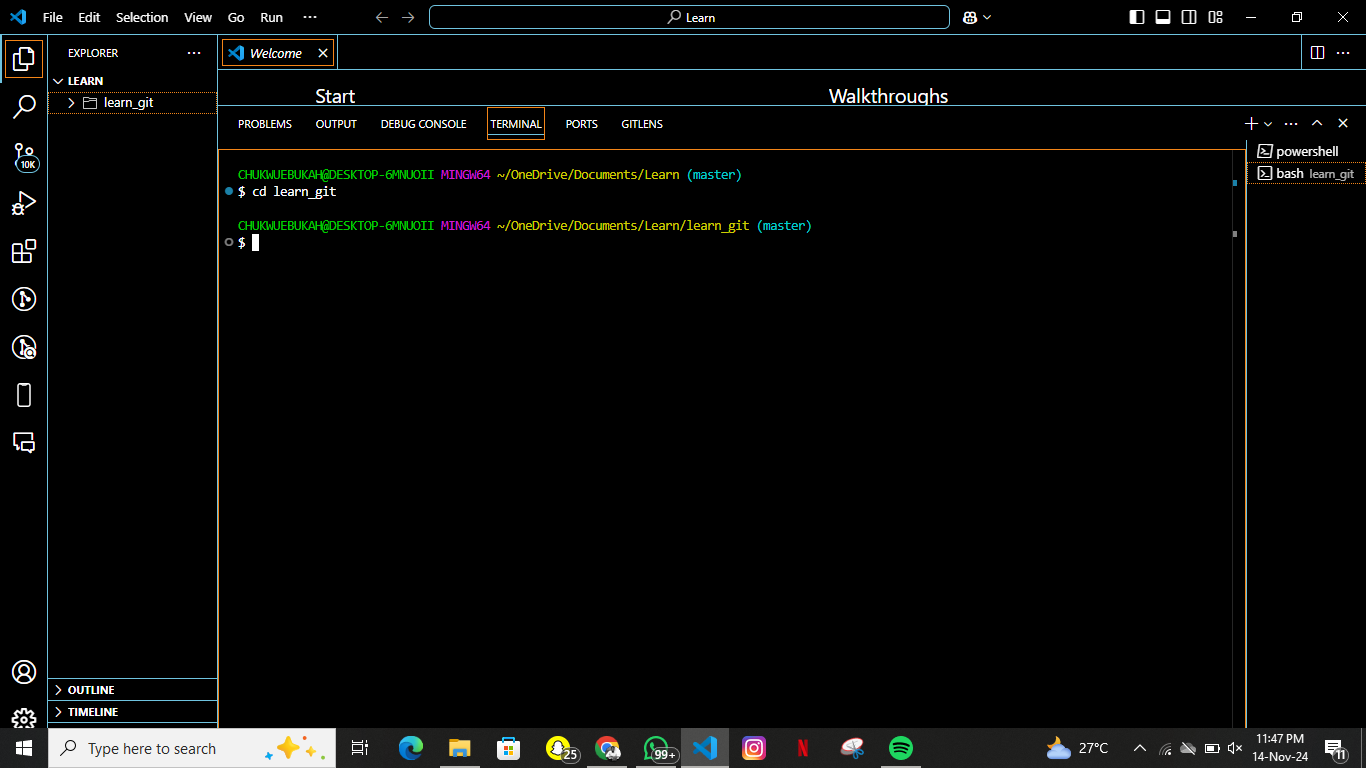 File Edit Selection View Go Run ···
Learn
EXPLORER ···
Welcome
LEARN
learn_git
10K
Start Walkthroughs
PROBLEMS OUTPUT DEBUG CONSOLE TERMINAL PORTS GITLENS
powershell
bash learn_git
CHUKWUEBUKAH@DESKTOP-6MNUOII MINGW64 ~/OneDrive/Documents/Learn (master)
$ cd learn_git
CHUKWUEBUKAH@DESKTOP-6MNUOII MINGW64 ~/OneDrive/Documents/Learn/learn_git (master)
$
OUTLINE
TIMELINE
Type here to search
25
99+
N
27°C
11:47 PM
14-Nov-24
11